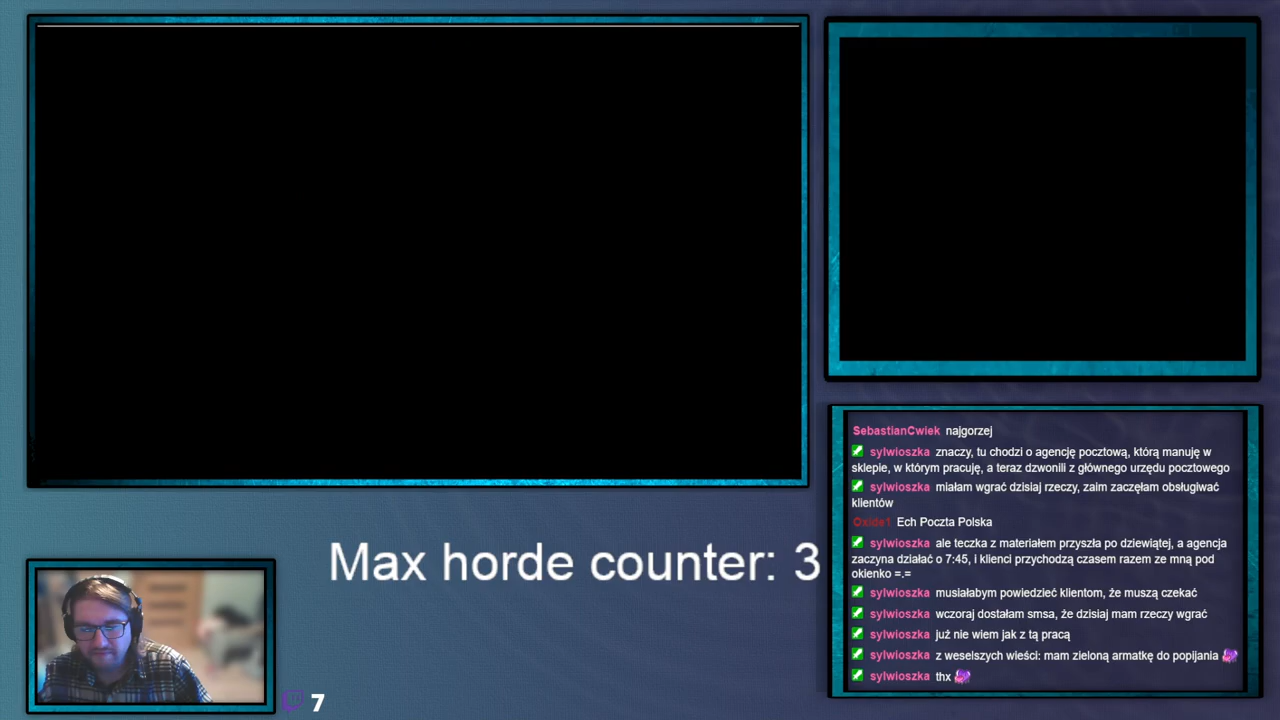 SebastianCwiek najgorzej
sylwioszka znaczy, tu chodzi o agencję pocztową, którą manuję w
sklepie, w którym pracuję, a teraz dzwonili z głównego urzędu pocztowego
sylwioszka miałam wgrać dzisiaj rzeczy, zaim zaczęłam obsługiwać
klientów
Oxide1 Ech Poczta Polska
sylwioszka ale teczka z materiałem przyszła po dziewiątej, a agencja
zaczyna działać o 7:45, i klienci przychodzą czasem razem ze mną pod
okienko =.=
sylwioszka musiałabym powiedzieć klientom, że muszą czekać
sylwioszka wczoraj dostałam smsa, że dzisiaj mam rzeczy wgrać
sylwioszka już nie wiem jak z tą pracą
sylwioszka z weselszych wieści: mam zieloną armatkę do popijania
sylwioszka thx
Max horde counter: 3
7